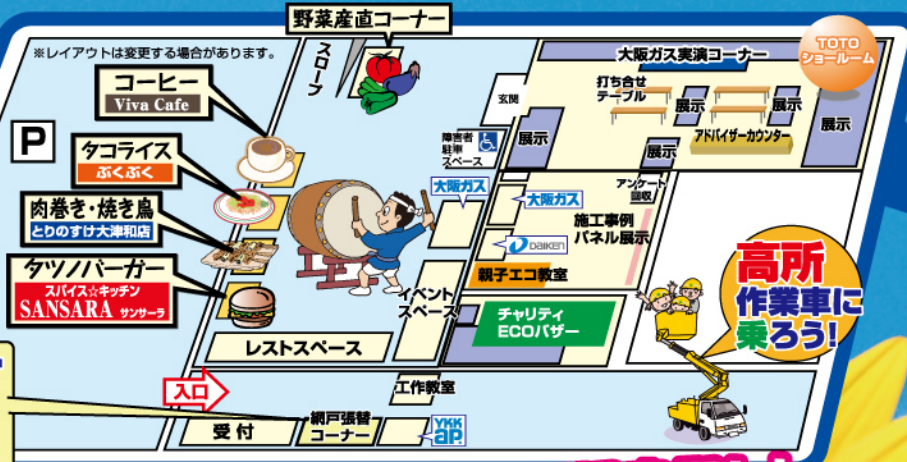 野菜産直コーナー
※レイアウトは変更する場合があります。
スロープ
コーヒー
Viva Cafe
P
タコライス
ぷくぷく
肉巻き・焼き鳥
とりのすけ大津和店
タツノバーガー
スパイス☆キッチン
SANSARA サンサーラ
玄関
障害者
駐車
スペース
大阪ガス
大阪ガス実演コーナー
TOTO
ショールーム
打ち合せ
テーブル
展示
展示
展示
展示
展示
アドバイザーカウンター
アンケート
回収
大阪ガス
施工事例
パネル展示
DAIKEN
親子エコ教室
イベント
スペース
チャリティ
ECOバザー
高所
作業車に
乗ろう!
レストスペース
入口
工作教室
受付
網戸張替
コーナー
YKK
ap